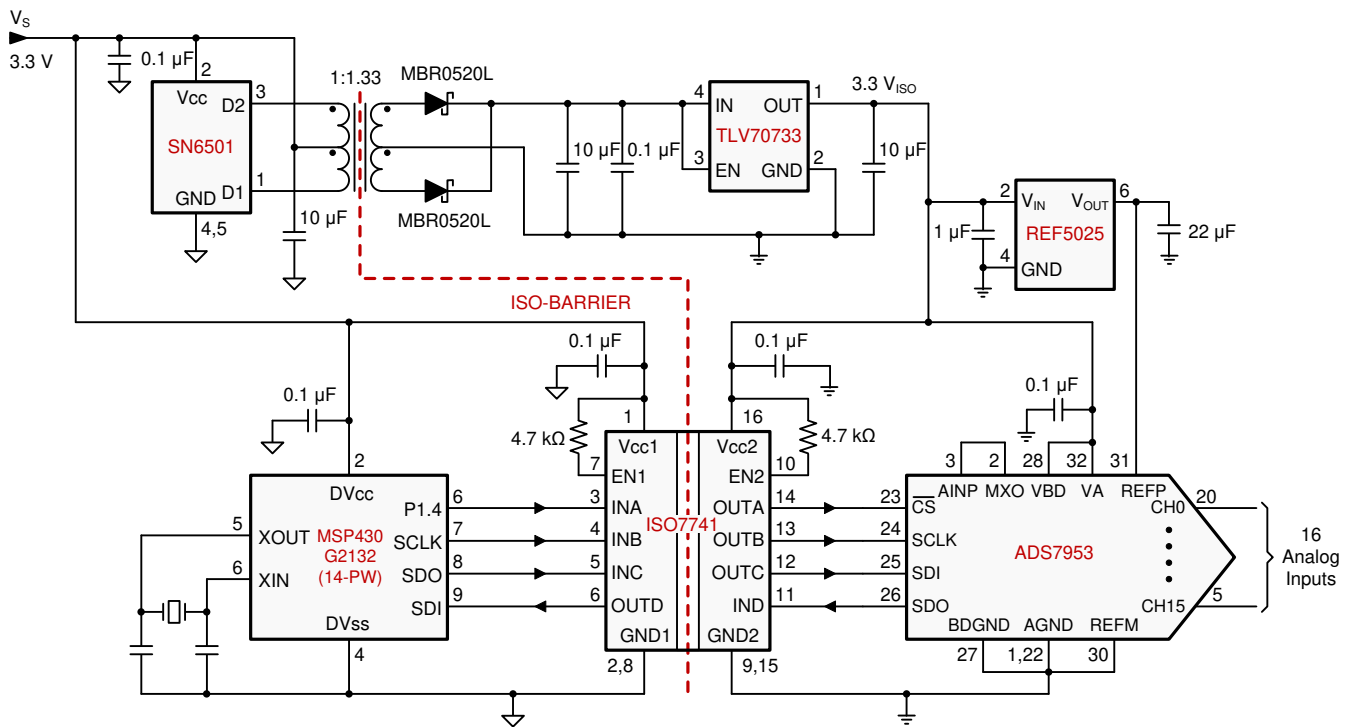 VS
3.3 V
0.1 µF
2
Vcc
D2
3
SN6501
D1
1
GND
4,5
10 µF
1:1.33
MBR0520L
MBR0520L
10 µF
0.1 µF
4
IN
OUT
1
TLV70733
3
EN
GND
2
3.3 VISO
10 µF
2
VIN
VOUT
6
1 µF
REF5025
22 µF
4
GND
ISO-BARRIER
0.1 µF
0.1 µF
0.1 µF
0.1 µF
4.7 kΩ
4.7 kΩ
1
16
Vcc1
Vcc2
7
EN1
EN2
10
3
INA
OUTA
14
4
INB
OUTB
13
5
INC
OUTC
12
6
OUTD
IND
11
ISO7741
GND1
GND2
2,8
9,15
2
DVcc
5
XOUT
6
XIN
MSP430
G2132
(14-PW)
P1.4
6
SCLK
7
SDO
8
SDI
9
DVss
4
3
2
28
32
31
AINP
MXO
VBD
VA
REFP
23
CS
24
SCLK
25
SDI
26
SDO
ADS7953
CH0
20
CH15
5
16
Analog
Inputs
BDGND
AGND
REFM
27
1,22
30